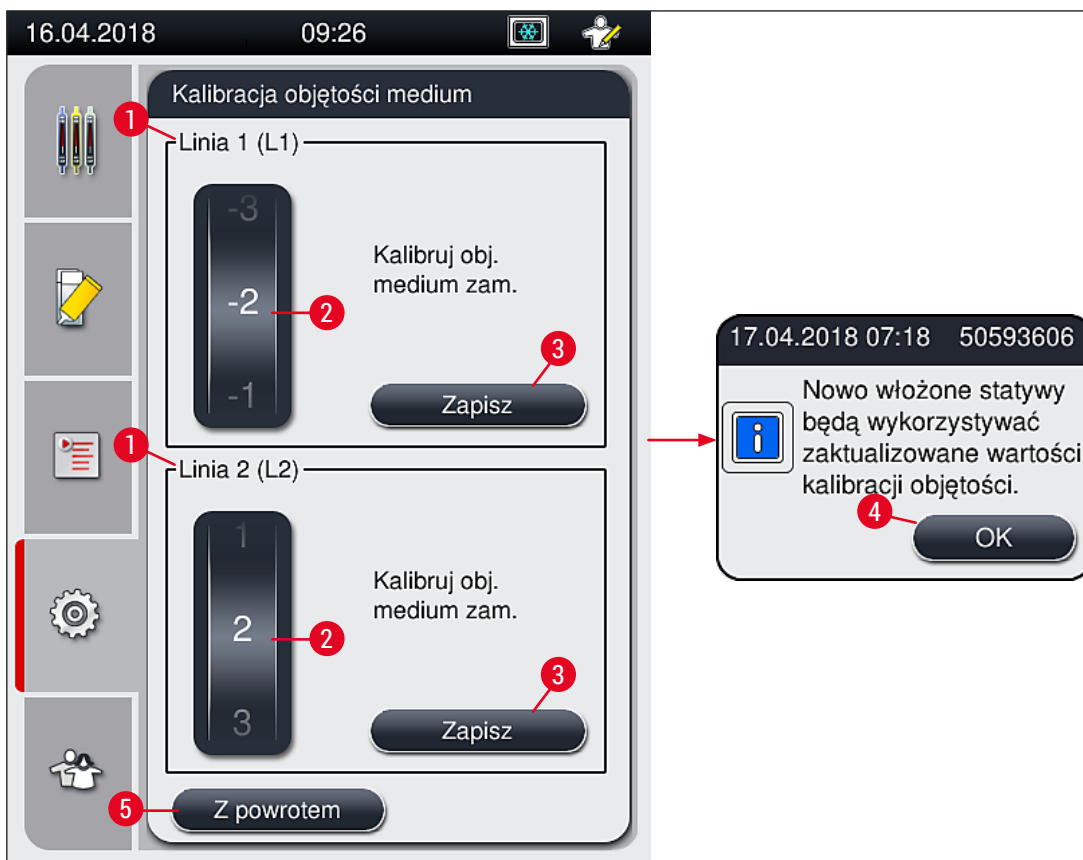 16.04.2018 09:26
Kalibracja objętości medium
1
Linia 1 (L1)
-3
-2
-1
2
Kalibruj obj.
medium zam.
3
Zapisz
1
Linia 2 (L2)
1
2
3
2
Kalibruj obj.
medium zam.
3
Zapisz
5
Z powrotem
17.04.2018 07:18 50593606
i
Nowo włożone statywy
będą wykorzystywać
zaktualizowane wartości
kalibracji objętości.
4
OK